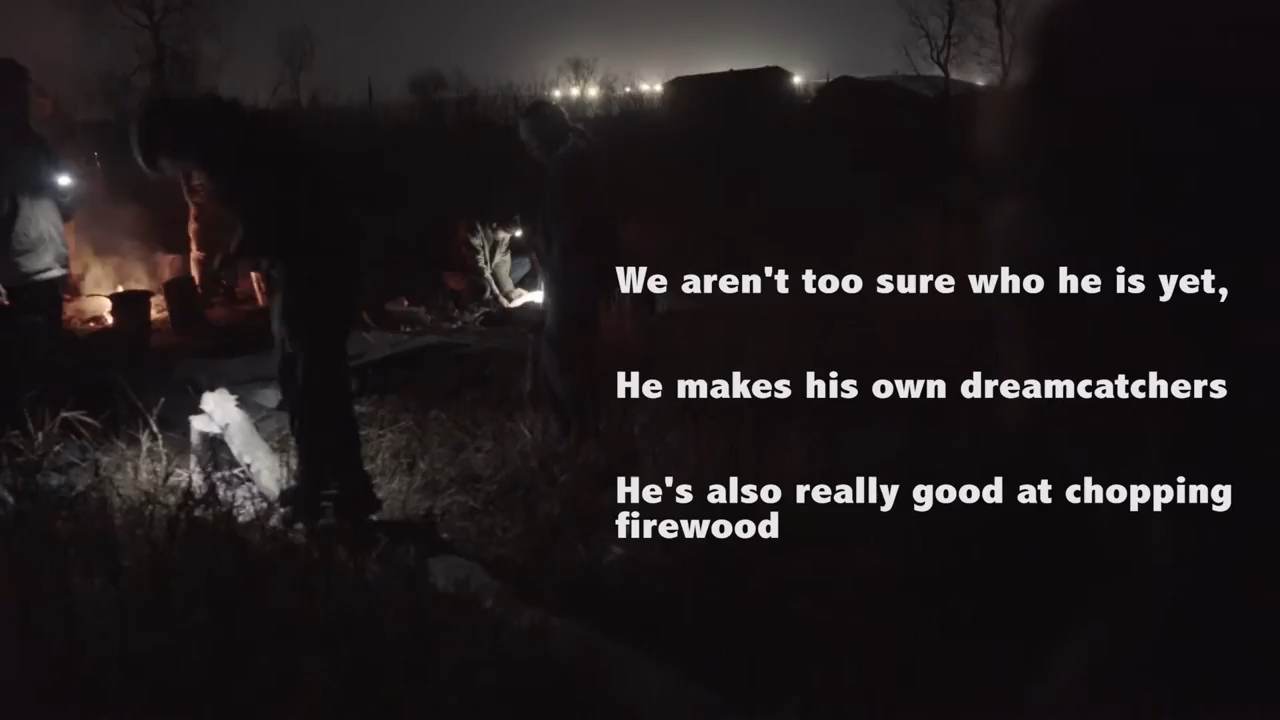 We aren't too sure who he is yet,
He makes his own dreamcatchers
He's also really good at chopping
firewood